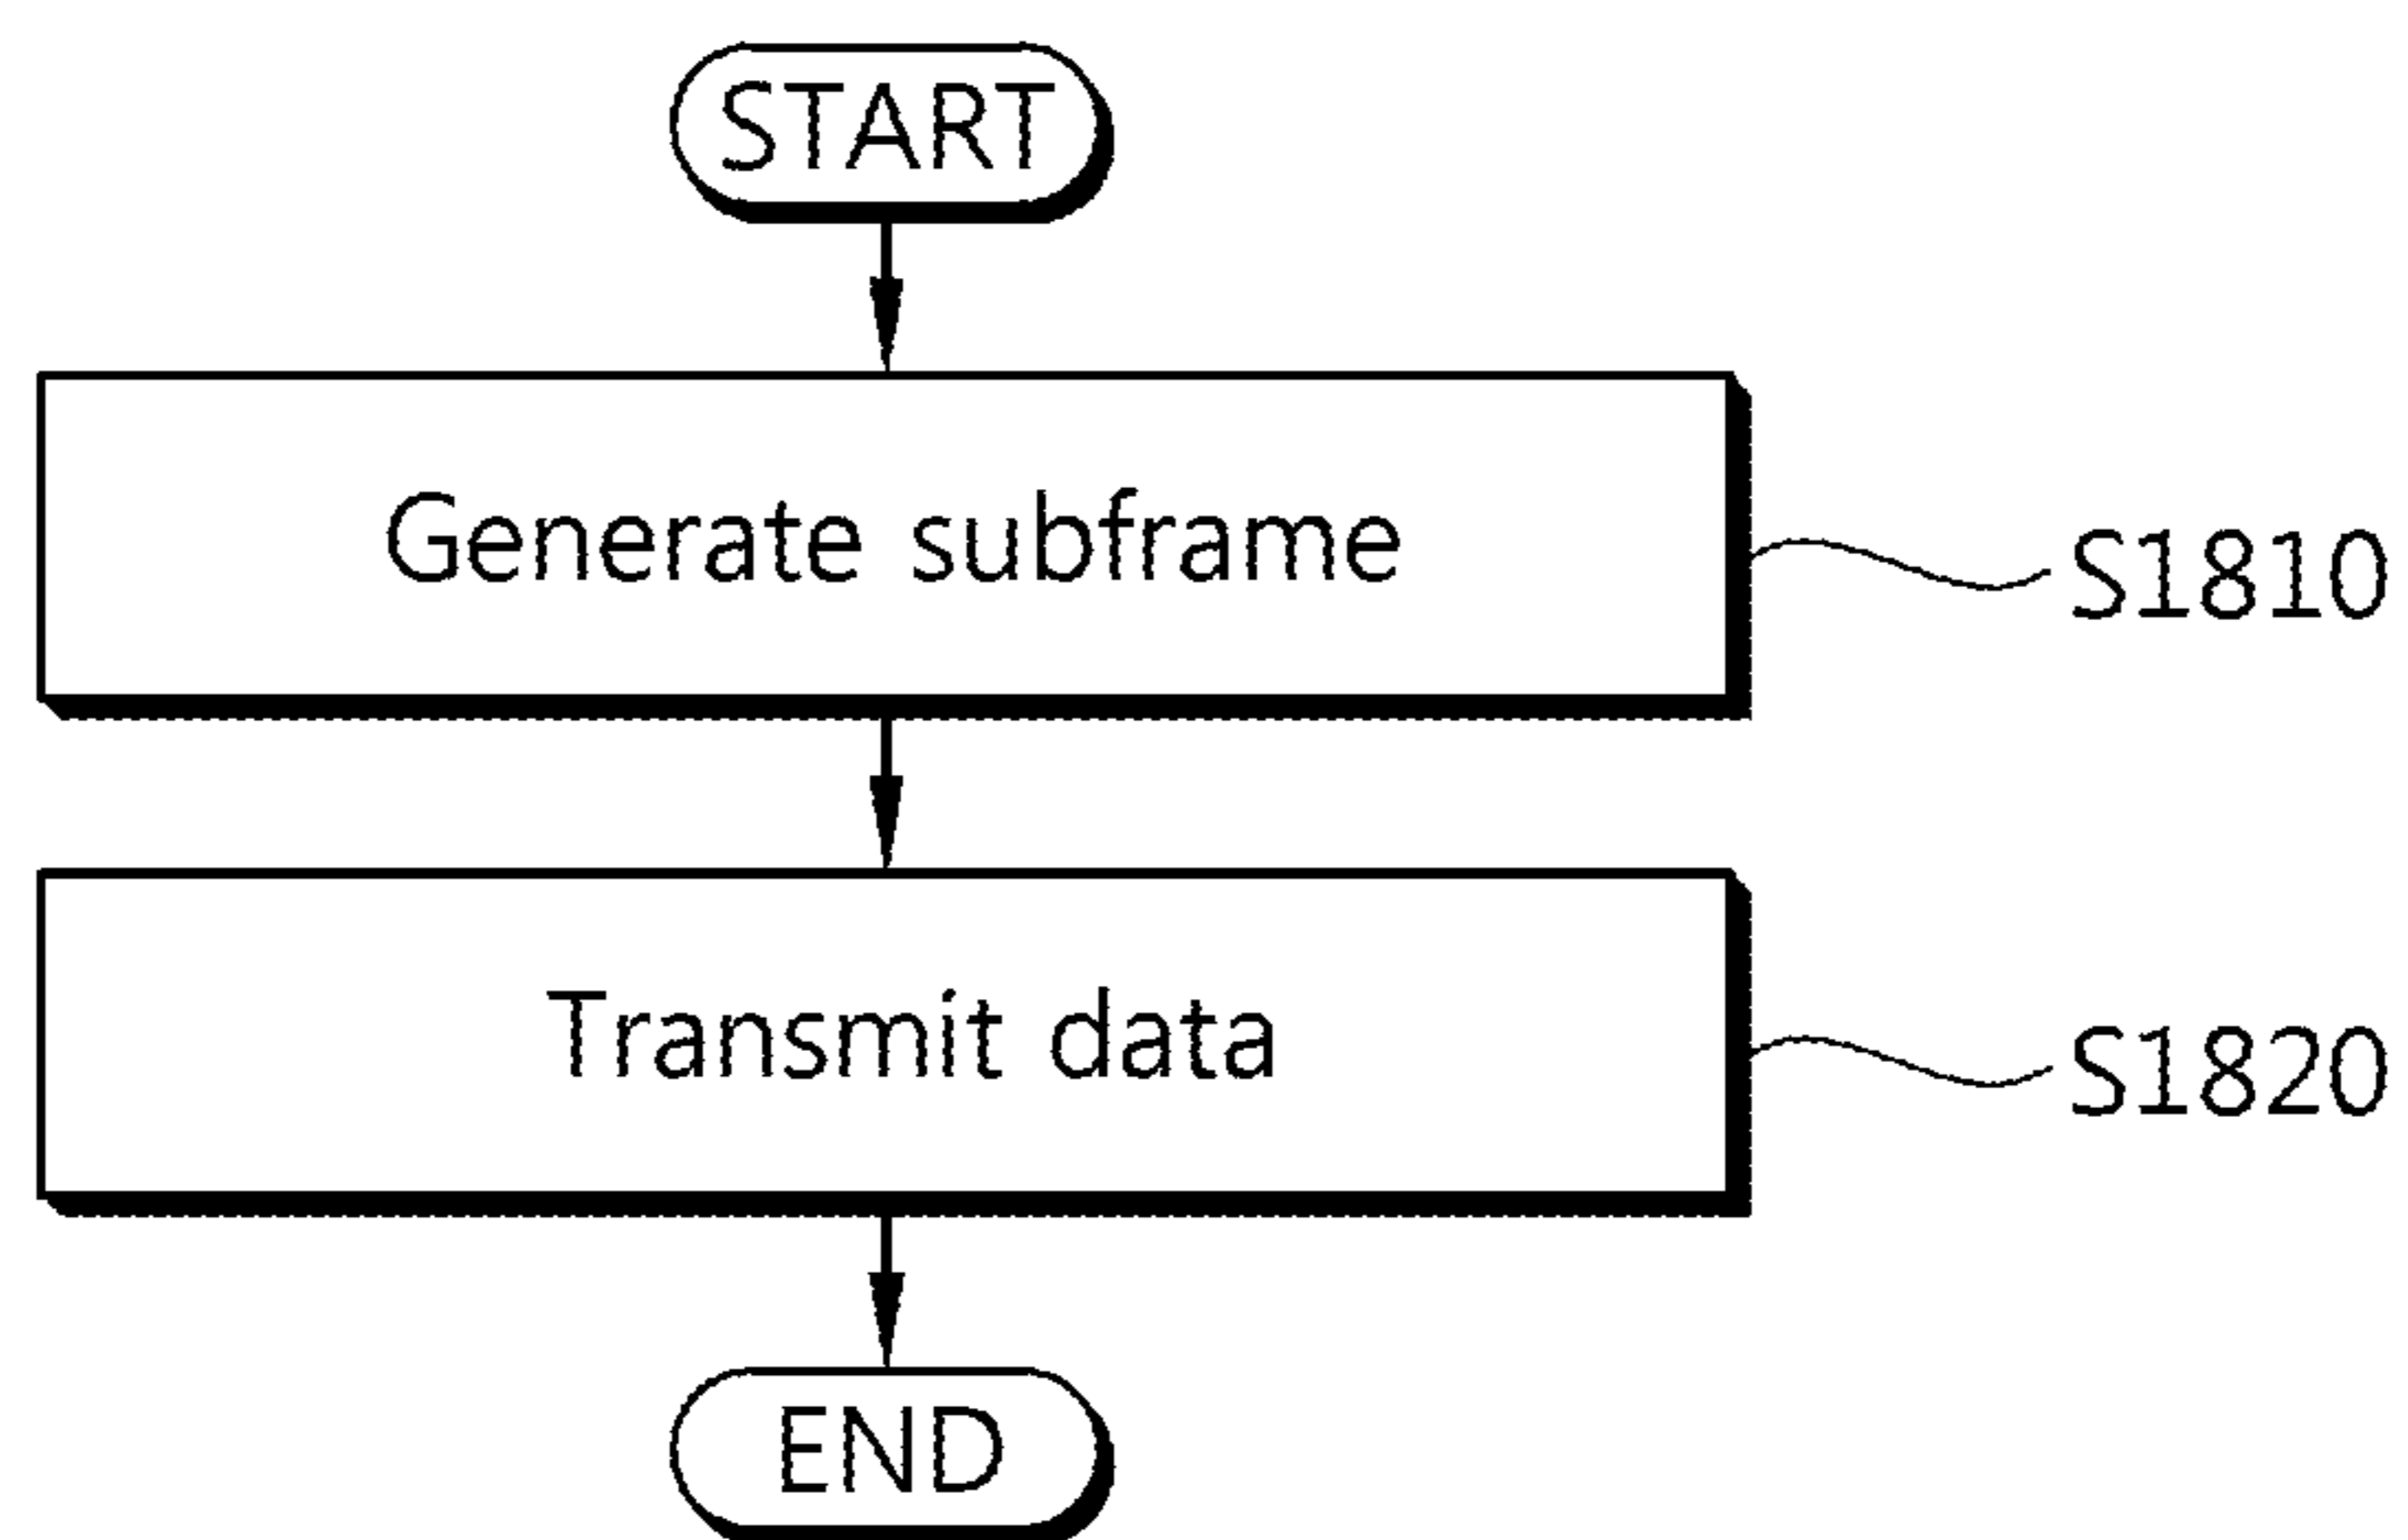 START
Generate subframe
S1810
Transmit data
S1820
END